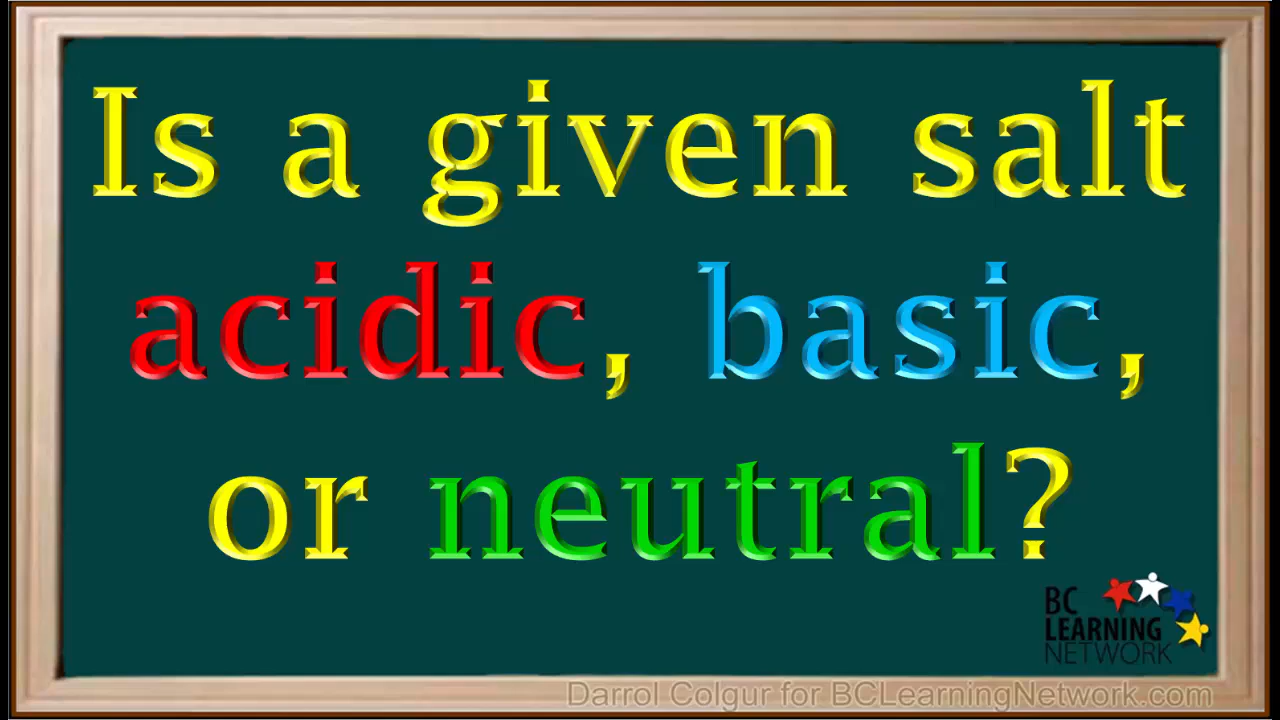 Is a given salt
acidic, basic,
or neutral?
BC
LEARNING
NETWORK
Darrol Colgur for BCLearningNetwork.com